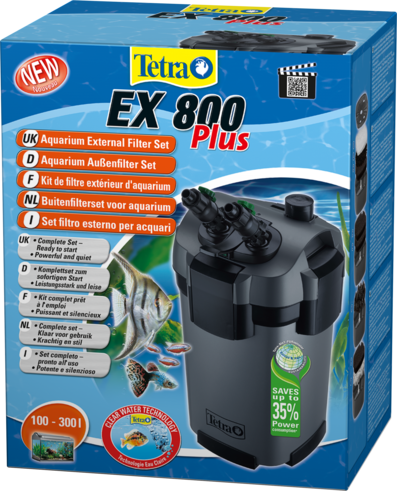 NEW
Nouveau
Tetra
EX 800
Plus
UK Aquarium External Filter Set
D Aquarium Außenfilter Set
F Kit de filtre extérieur d'aquarium
NL Buitenfilterset voor aquarium
I Set filtro esterno per acquari
UK • Complete Set –
Ready to start
• Powerful and quiet
D • Komplettset zum
sofortigen Start
• Leistungsstark und leise
F • Kit complet prêt
à l'emploi
• Puissant et silencieux
NL • Complete set –
Klaar voor gebruik
• Krachtig en stil
I • Set completo –
pronto all'uso
• Potente e silenzioso
100 - 300 l
CLEAR WATER TECHNOLOGY
Tetra
Technologie Eau Claire
Tetra
SAVES
up to
35%
Power
consumption